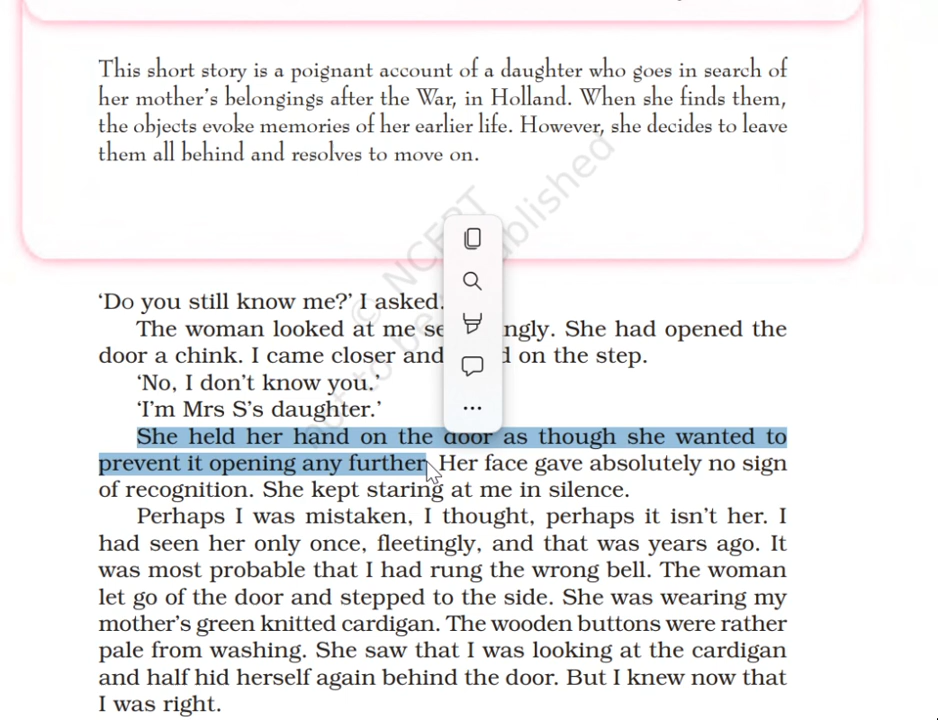 This short story is a poignant account of a daughter who goes in search of
her mother's belongings after the War, in Holland. When she finds them,
the objects evoke memories of her earlier life. However, she decides to leave
them all behind and resolves to move on.
© NCERT
not to be published
'Do you still know me?' I asked.
The woman looked at me se ngly. She had opened the
door a chink. I came closer and d on the step.
'No, I don't know you.'
'I'm Mrs S's daughter.'
She held her hand on the door as though she wanted to
prevent it opening any further. Her face gave absolutely no sign
of recognition. She kept staring at me in silence.
Perhaps I was mistaken, I thought, perhaps it isn't her. I
had seen her only once, fleetingly, and that was years ago. It
was most probable that I had rung the wrong bell. The woman
let go of the door and stepped to the side. She was wearing my
mother's green knitted cardigan. The wooden buttons were rather
pale from washing. She saw that I was looking at the cardigan
and half hid herself again behind the door. But I knew now that
I was right.